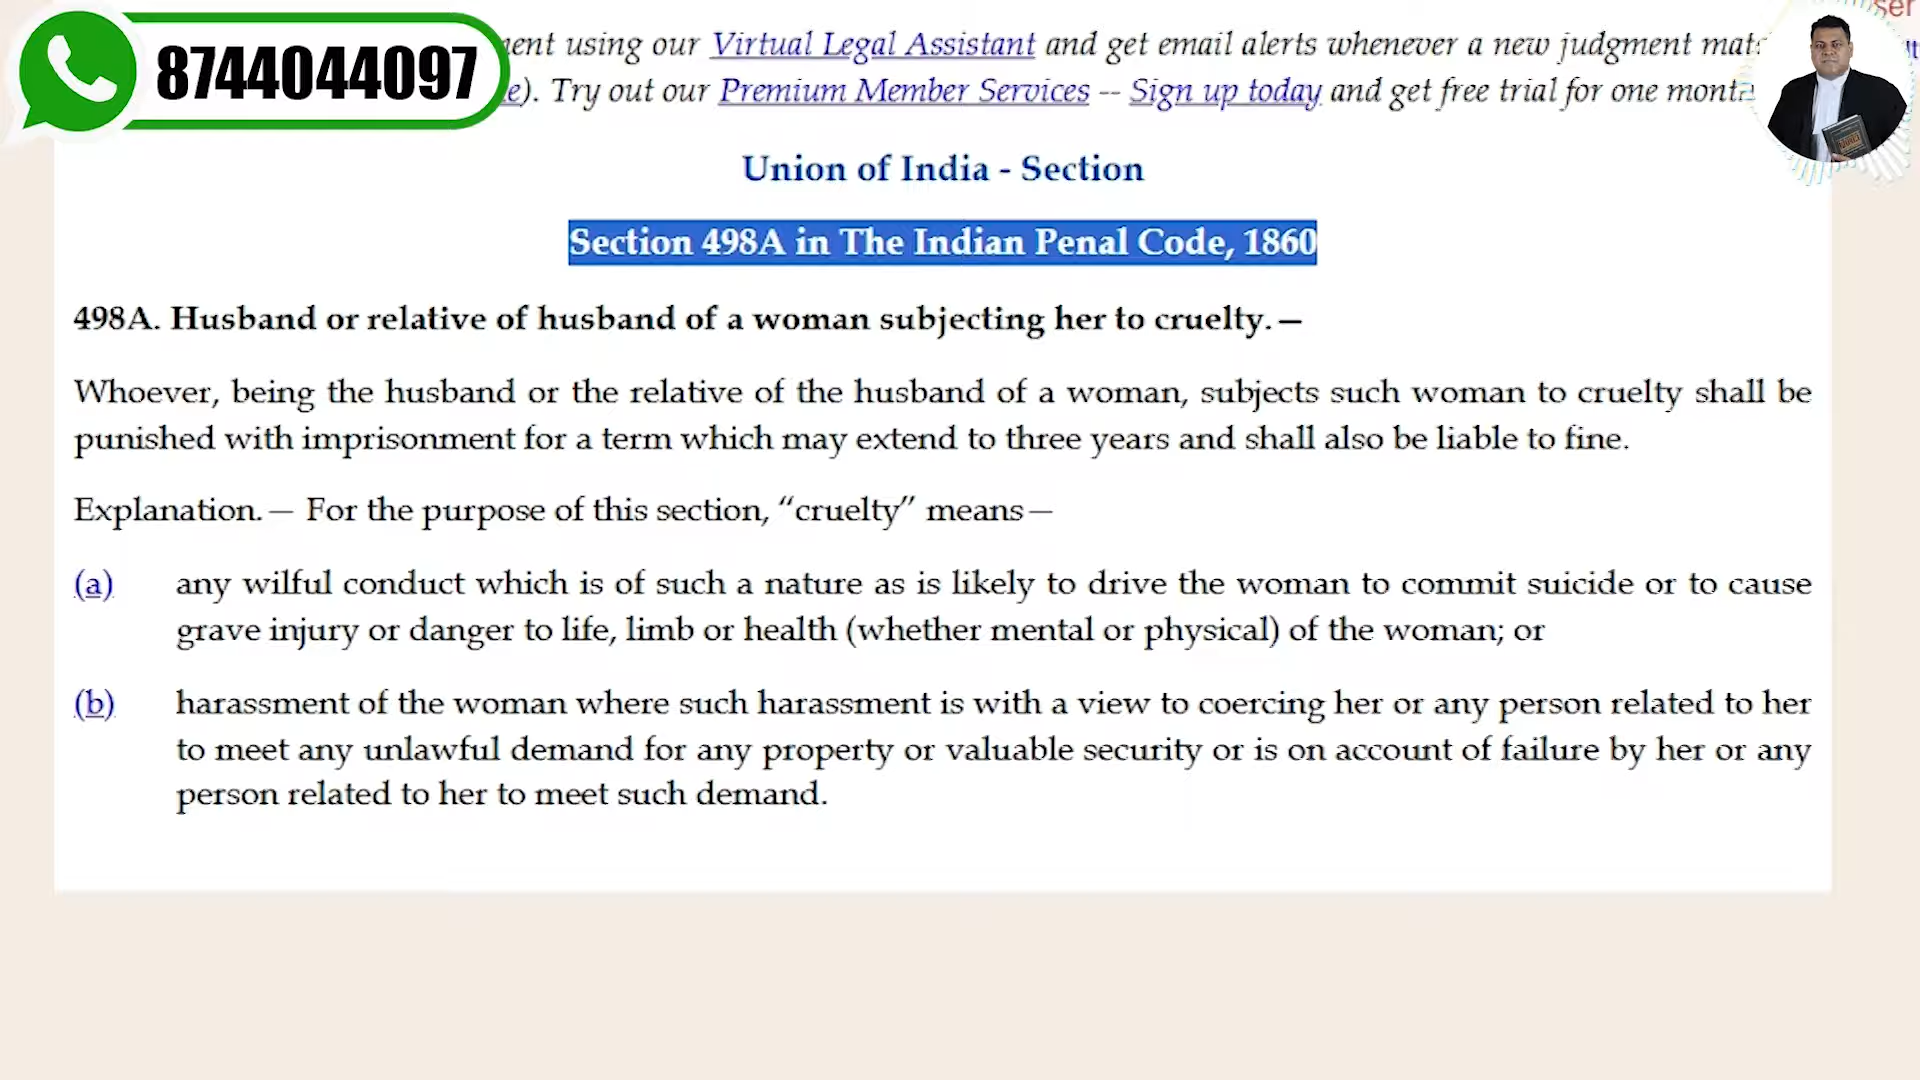 8744044097
using our Virtual Legal Assistant and get email alerts whenever a new judgment
Try out our Premium Member Services -- Sign up today and get free trial for one
Union of India - Section
Section 498A in The Indian Penal Code, 1860
498A. Husband or relative of husband of a woman subjecting her to cruelty.—
Whoever, being the husband or the relative of the husband of a woman, subjects such woman to cruelty shall be
punished with imprisonment for a term which may extend to three years and shall also be liable to fine.
Explanation.— For the purpose of this section, “cruelty” means—
(a) any wilful conduct which is of such a nature as is likely to drive the woman to commit suicide or to cause
grave injury or danger to life, limb or health (whether mental or physical) of the woman; or
(b) harassment of the woman where such harassment is with a view to coercing her or any person related to her
to meet any unlawful demand for any property or valuable security or is on account of failure by her or any
person related to her to meet such demand.